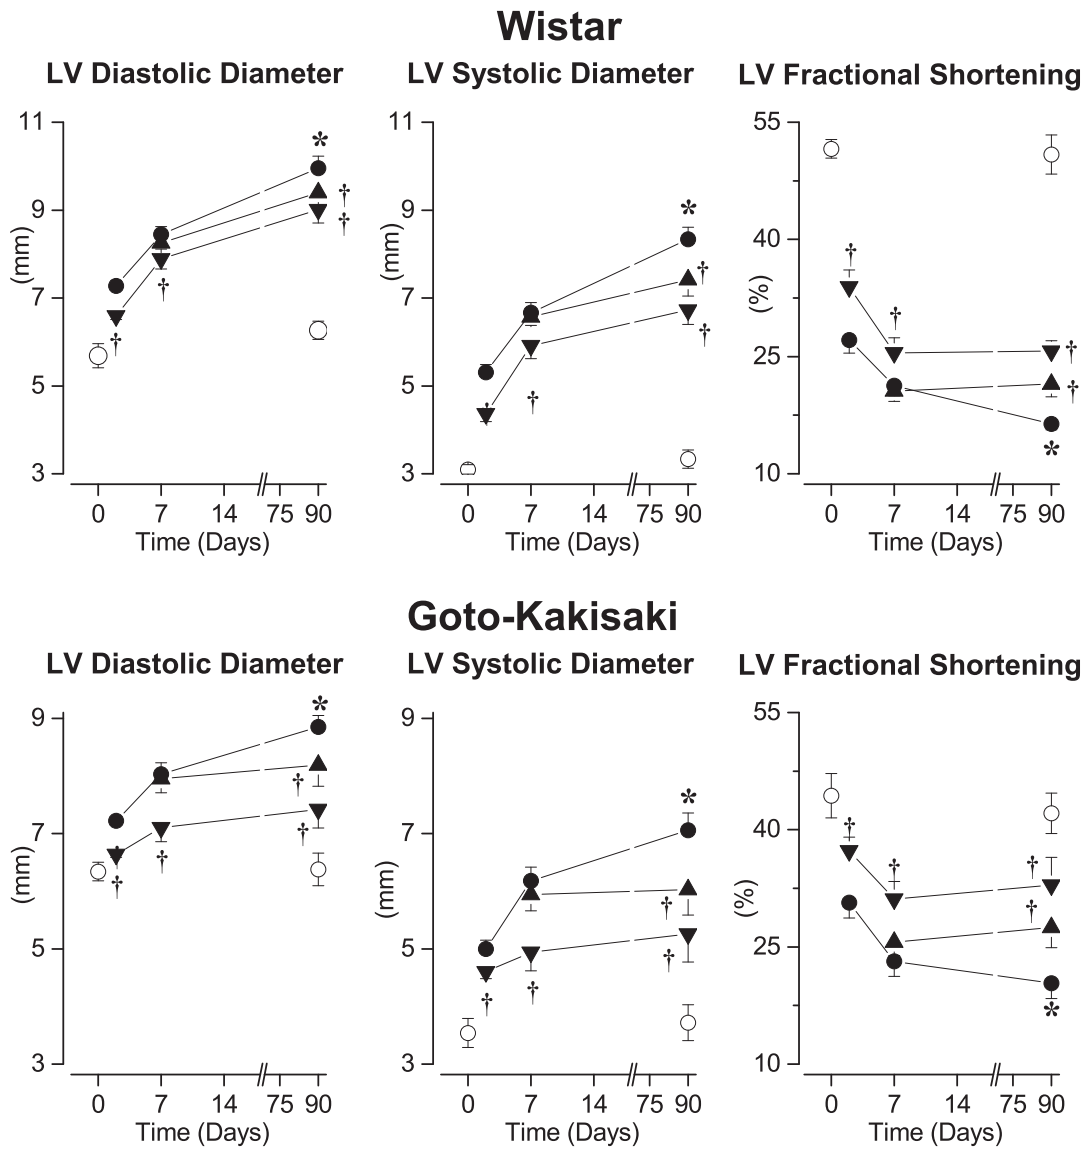 Wistar
LV Diastolic Diameter LV Systolic Diameter LV Fractional Shortening
11 11 55
* 
† 
9 9 * 40 †
† † †
(mm) (mm) (%)
7 7 25 †
† † †
† 
5 5 † *
3 3 10
0 7 14 75 90 0 7 14 75 90 0 7 14 75 90
Time (Days) Time (Days) Time (Days)
Goto-Kakisaki
LV Diastolic Diameter LV Systolic Diameter LV Fractional Shortening
9 * 9 55
† * †
7 † 7 40 † †
(mm) (mm) (%)
† † † †
5 5 † 25
† † *
3 3 10
0 7 14 75 90 0 7 14 75 90 0 7 14 75 90
Time (Days) Time (Days) Time (Days)